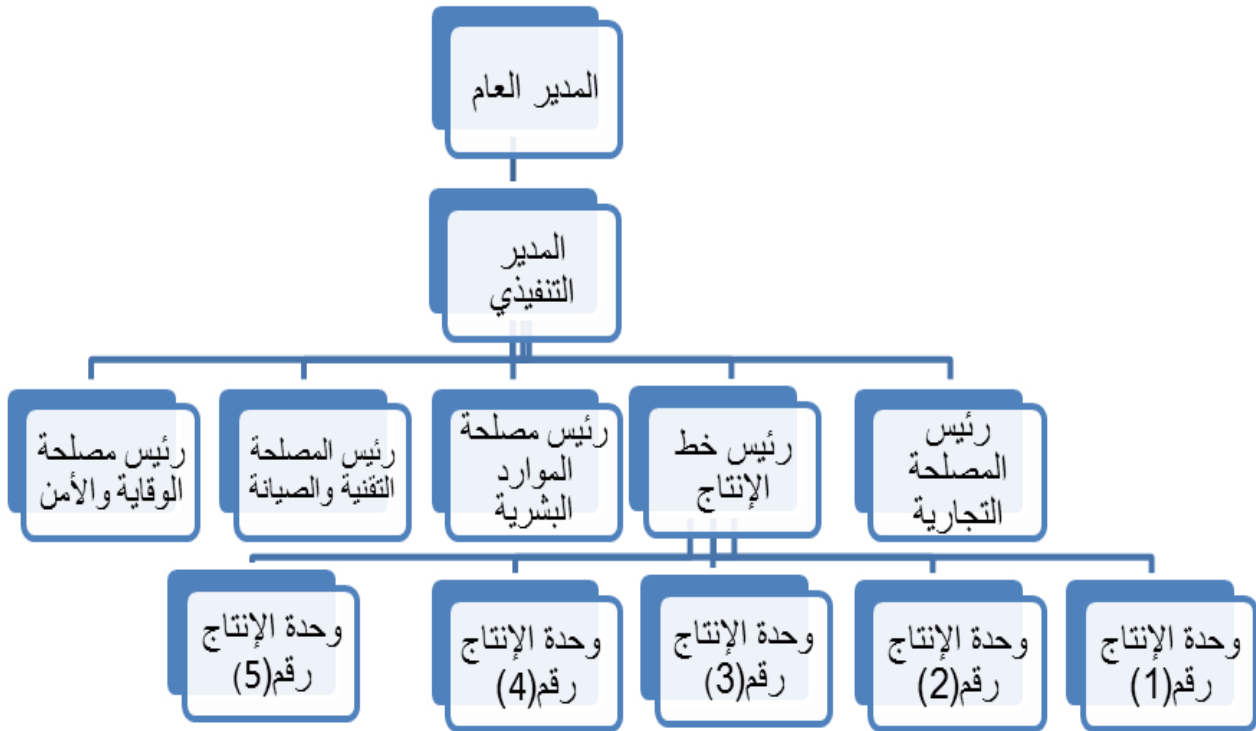 المدير العام
المدير
التنفيذي
رئيس
المصلحة
التجارية
رئيس خط
الإنتاج
رئيس مصلحة
الموارد
البشرية
رئيس المصلحة
التقنية والصيانة
رئيس مصلحة
الوقاية والأمن
وحدة الإنتاج
رقم(1)
وحدة الإنتاج
رقم(2)
وحدة الإنتاج
رقم(3)
وحدة الإنتاج
رقم(4)
وحدة الإنتاج
رقم(5)